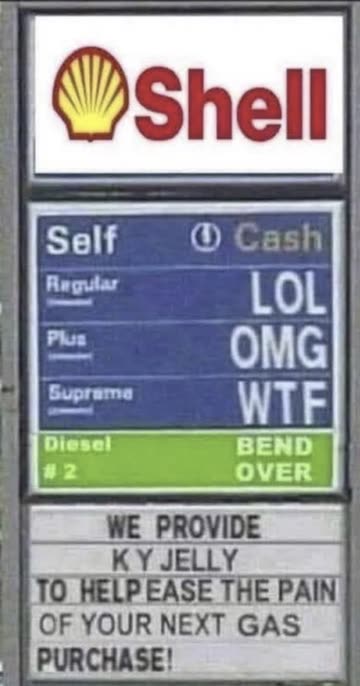 Shell
Self Cash
Regular LOL
Plus OMG
Supreme WTF
Diesel BEND
# 2 OVER
WE PROVIDE
K Y JELLY
TO HELP EASE THE PAIN
OF YOUR NEXT GAS
PURCHASE!